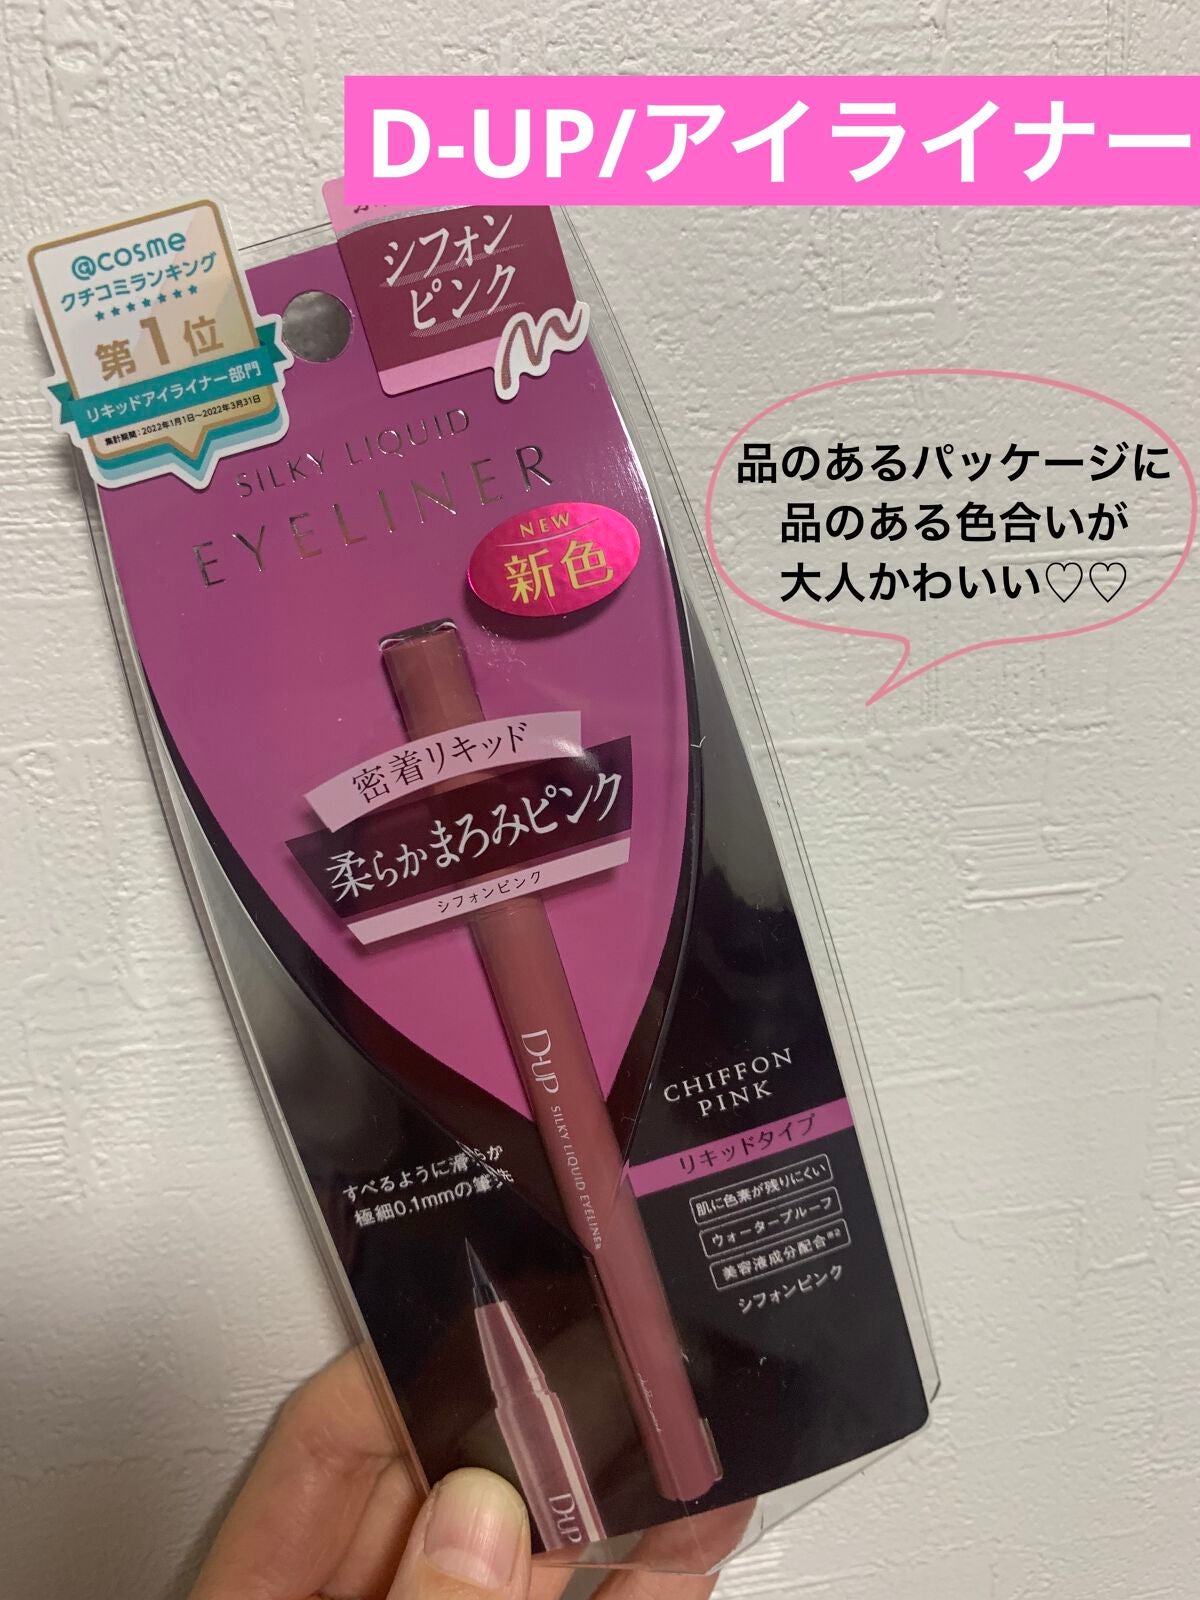 D-UP/アイライナー
@cosme
クチコミランキング
★★★★★★★
第1位
リキッドアイライナー部門
集計期間:2022年1月1日~2022年3月31日
シフォン
ピンク
SILKY LIQUID
EYELINER
NEW
新色
品のあるパッケージに
品のある色合いが
大人かわいい♡♡
密着リキッド
柔らかまろみピンク
シフォンピンク
D-UP SILKY LIQUID EYELINER
CHIFFON
PINK
リキッドタイプ
肌に色素が残りにくい
ウォータープルーフ
美容液成分配合※2
シフォンピンク
すべるように滑らか
極細0.1mmの筆先
D-UP